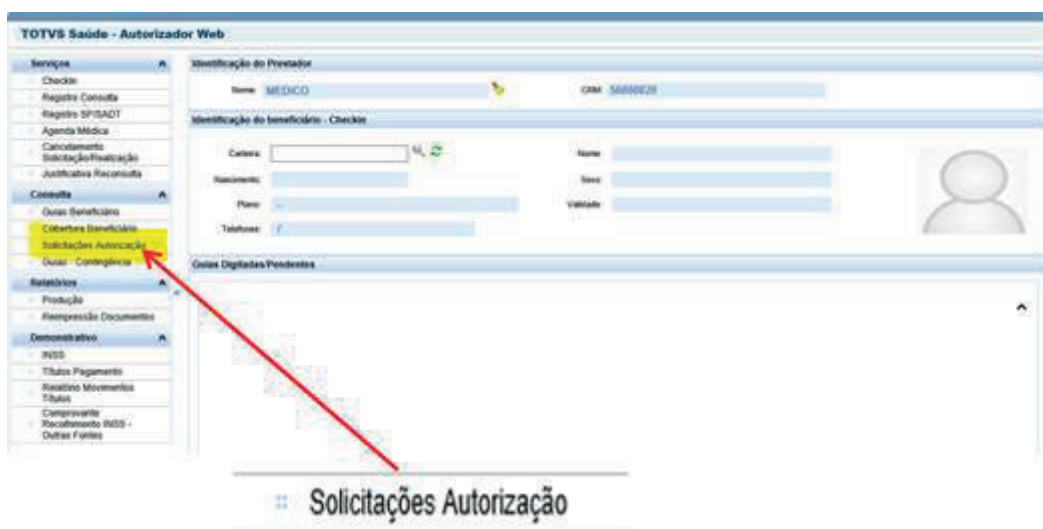 TOTVS Saúde - Autorizador Web
Serviços
Checkin
Registro Consulta
Registro SP/SADT
Agenda Médica
Cancelamento
Solicitação/Realização
Justificativa Reconsulta
Consulta
Guias Beneficiário
Cobertura Beneficiário
Solicitações Autorização
Guias - Contingência
Relatórios
Produção
Reimpressão Documentos
Demonstrativo
INSS
Títulos Pagamento
Relatório Movimentos
Títulos
Comprovante
Recolhimento INSS -
Outras Fontes
Identificação do Prestador
Nome: MEDICO
CRM:
Identificação do beneficiário - Checkin
Carteira:
Nome:
Nascimento:
Sexo:
Plano: --
Validade:
Telefones: /
Guias Digitadas/Pendentes
Solicitações Autorização